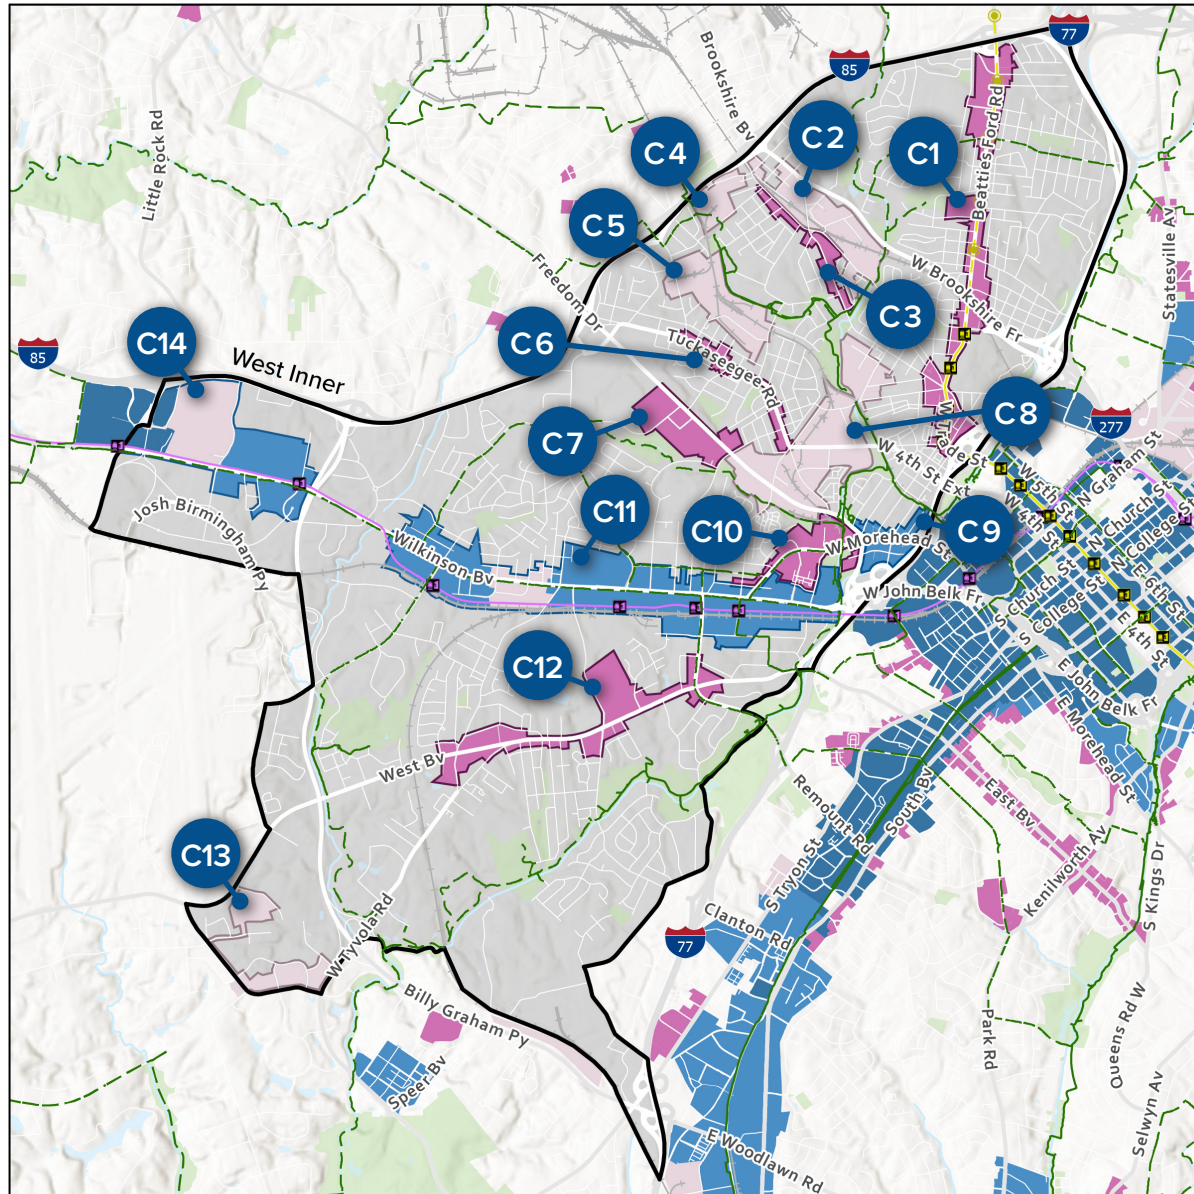 77
85
Brookshire Bv
Little Rock Rd
C4
C2
C1
Beatties Ford Rd
C5
Statesville Av
Freedom Dr
W Brookshire Fr
C3
C14
85
West Inner
C6
Tuckaseegee Rd
C7
C8
277
W Trade St
W 4th St Ext
W 5th St
N Graham St
W 4th St
N Church St
N College St
C11
C10
C9
Josh Birmingham Py
Wilkinson Bv
W Morehead St
E 6th St
W John Belk Fr
S Church St
S College St
E 4th St
C12
E John Belk Fr
E Morehead St
West Bv
Remount Rd
South Bv
East Bv
C13
S Tryon St
Kenilworth Av
S Kings Dr
Clanton Rd
77
W Tyvola Rd
Billy Graham Py
Park Rd
Queens Rd W
Speer Bv
Selwyn Av
E Woodlawn Rd